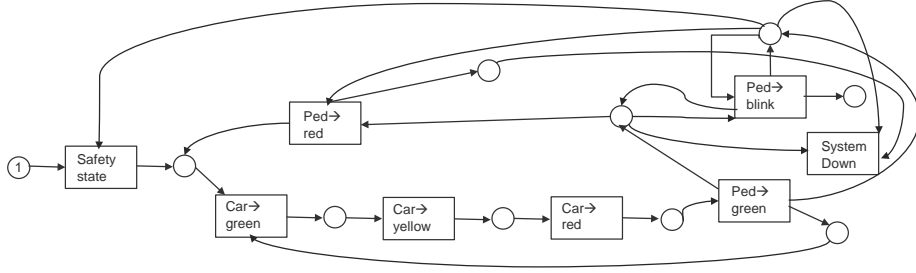 Ped→
blink
Ped→
red
System
Down
1
Safety
state
Ped→
green
Car→
green
Car→
yellow
Car→
red